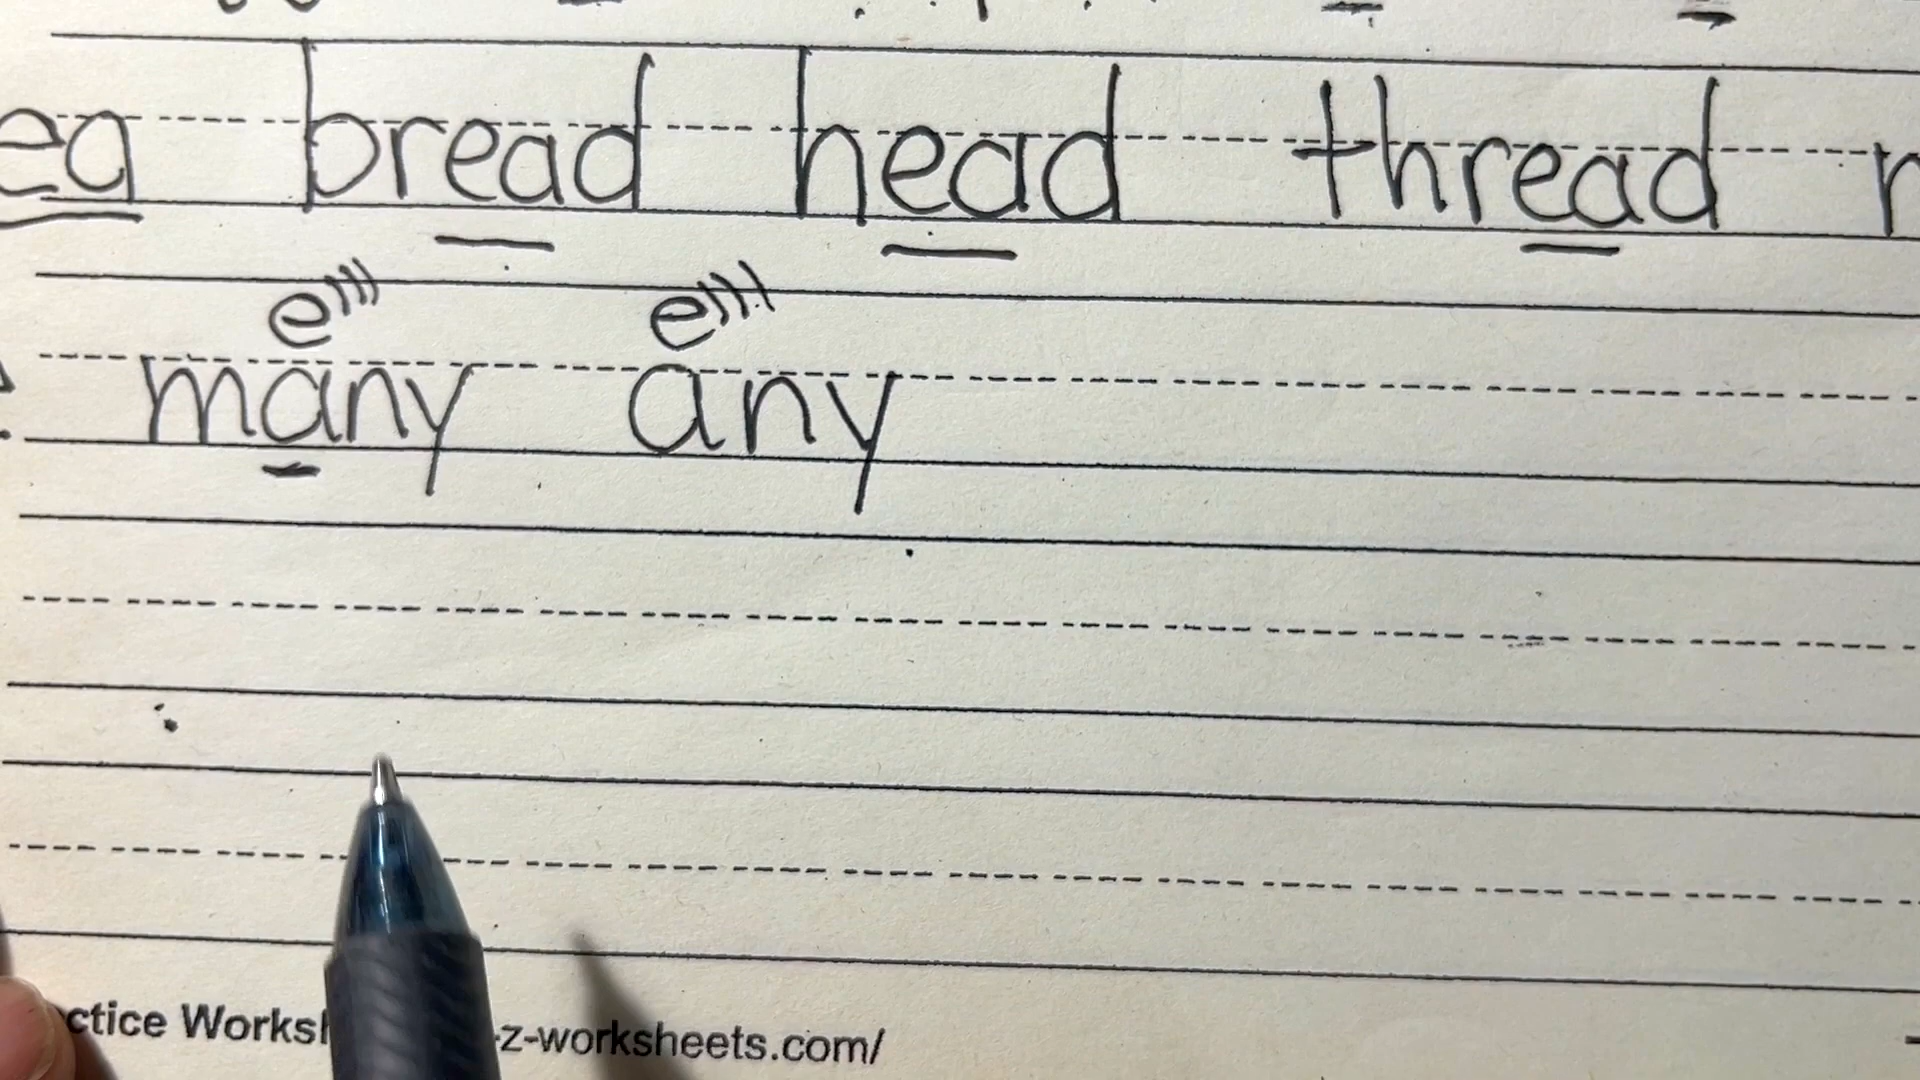 ea bread head thread
e e
many any
ctice Works z-worksheets.com/